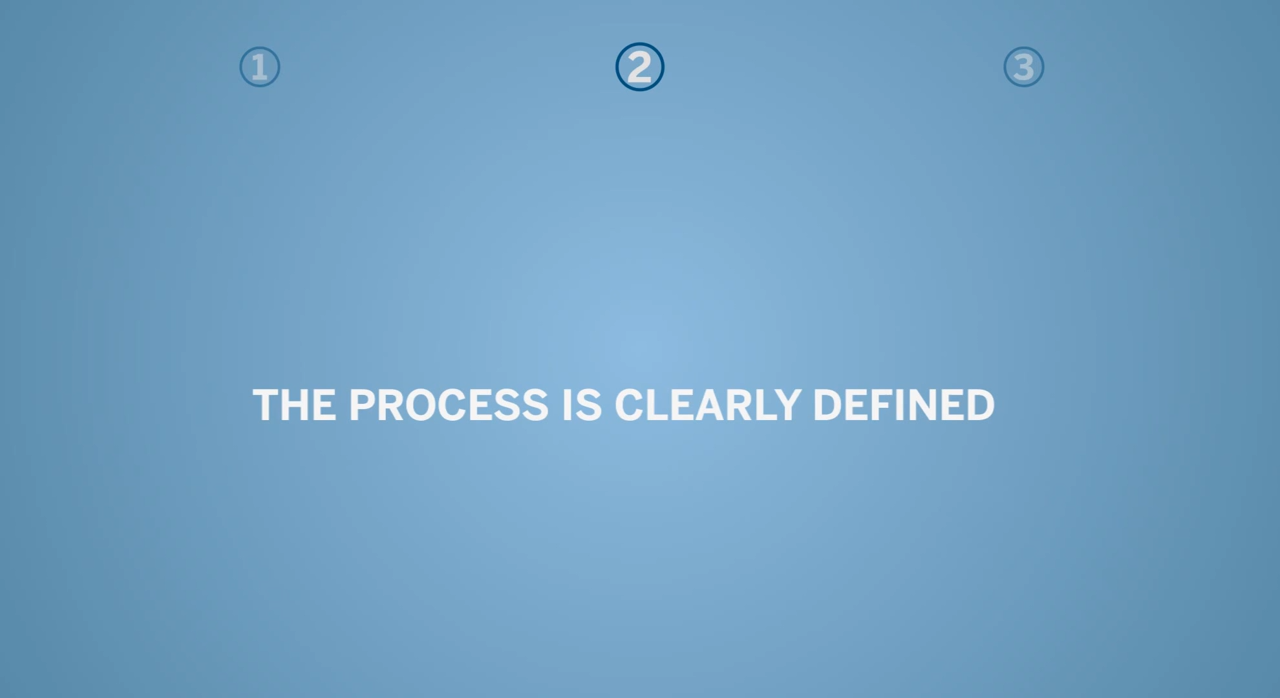 1 2 3
THE PROCESS IS CLEARLY DEFINED